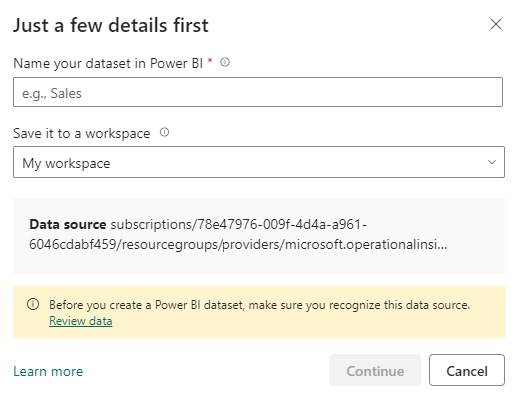 Just a few details first
Name your dataset in Power BI *
e.g., Sales
Save it to a workspace
My workspace
Data source subscriptions/78e47976-009f-4d4a-a961-
6046cdabf459/resourcegroups/providers/microsoft.operationalinsi...
Before you create a Power BI dataset, make sure you recognize this data source.
Review data
Learn more
Continue
Cancel